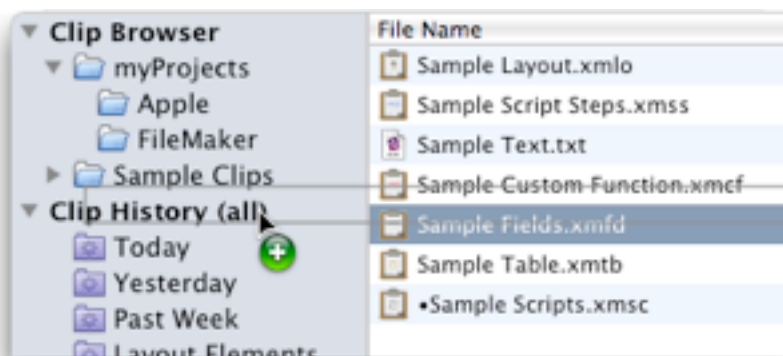 Clip Browser
myProjects
Apple
FileMaker
Sample Clips
Clip History (all)
Today
Yesterday
Past Week
Layout Elements
File Name
Sample Layout.xmlo
Sample Script Steps.xmss
Sample Text.txt
Sample Custom Function.xmcf
Sample Fields.xmfd
Sample Table.xmtb
•Sample Scripts.xmsc